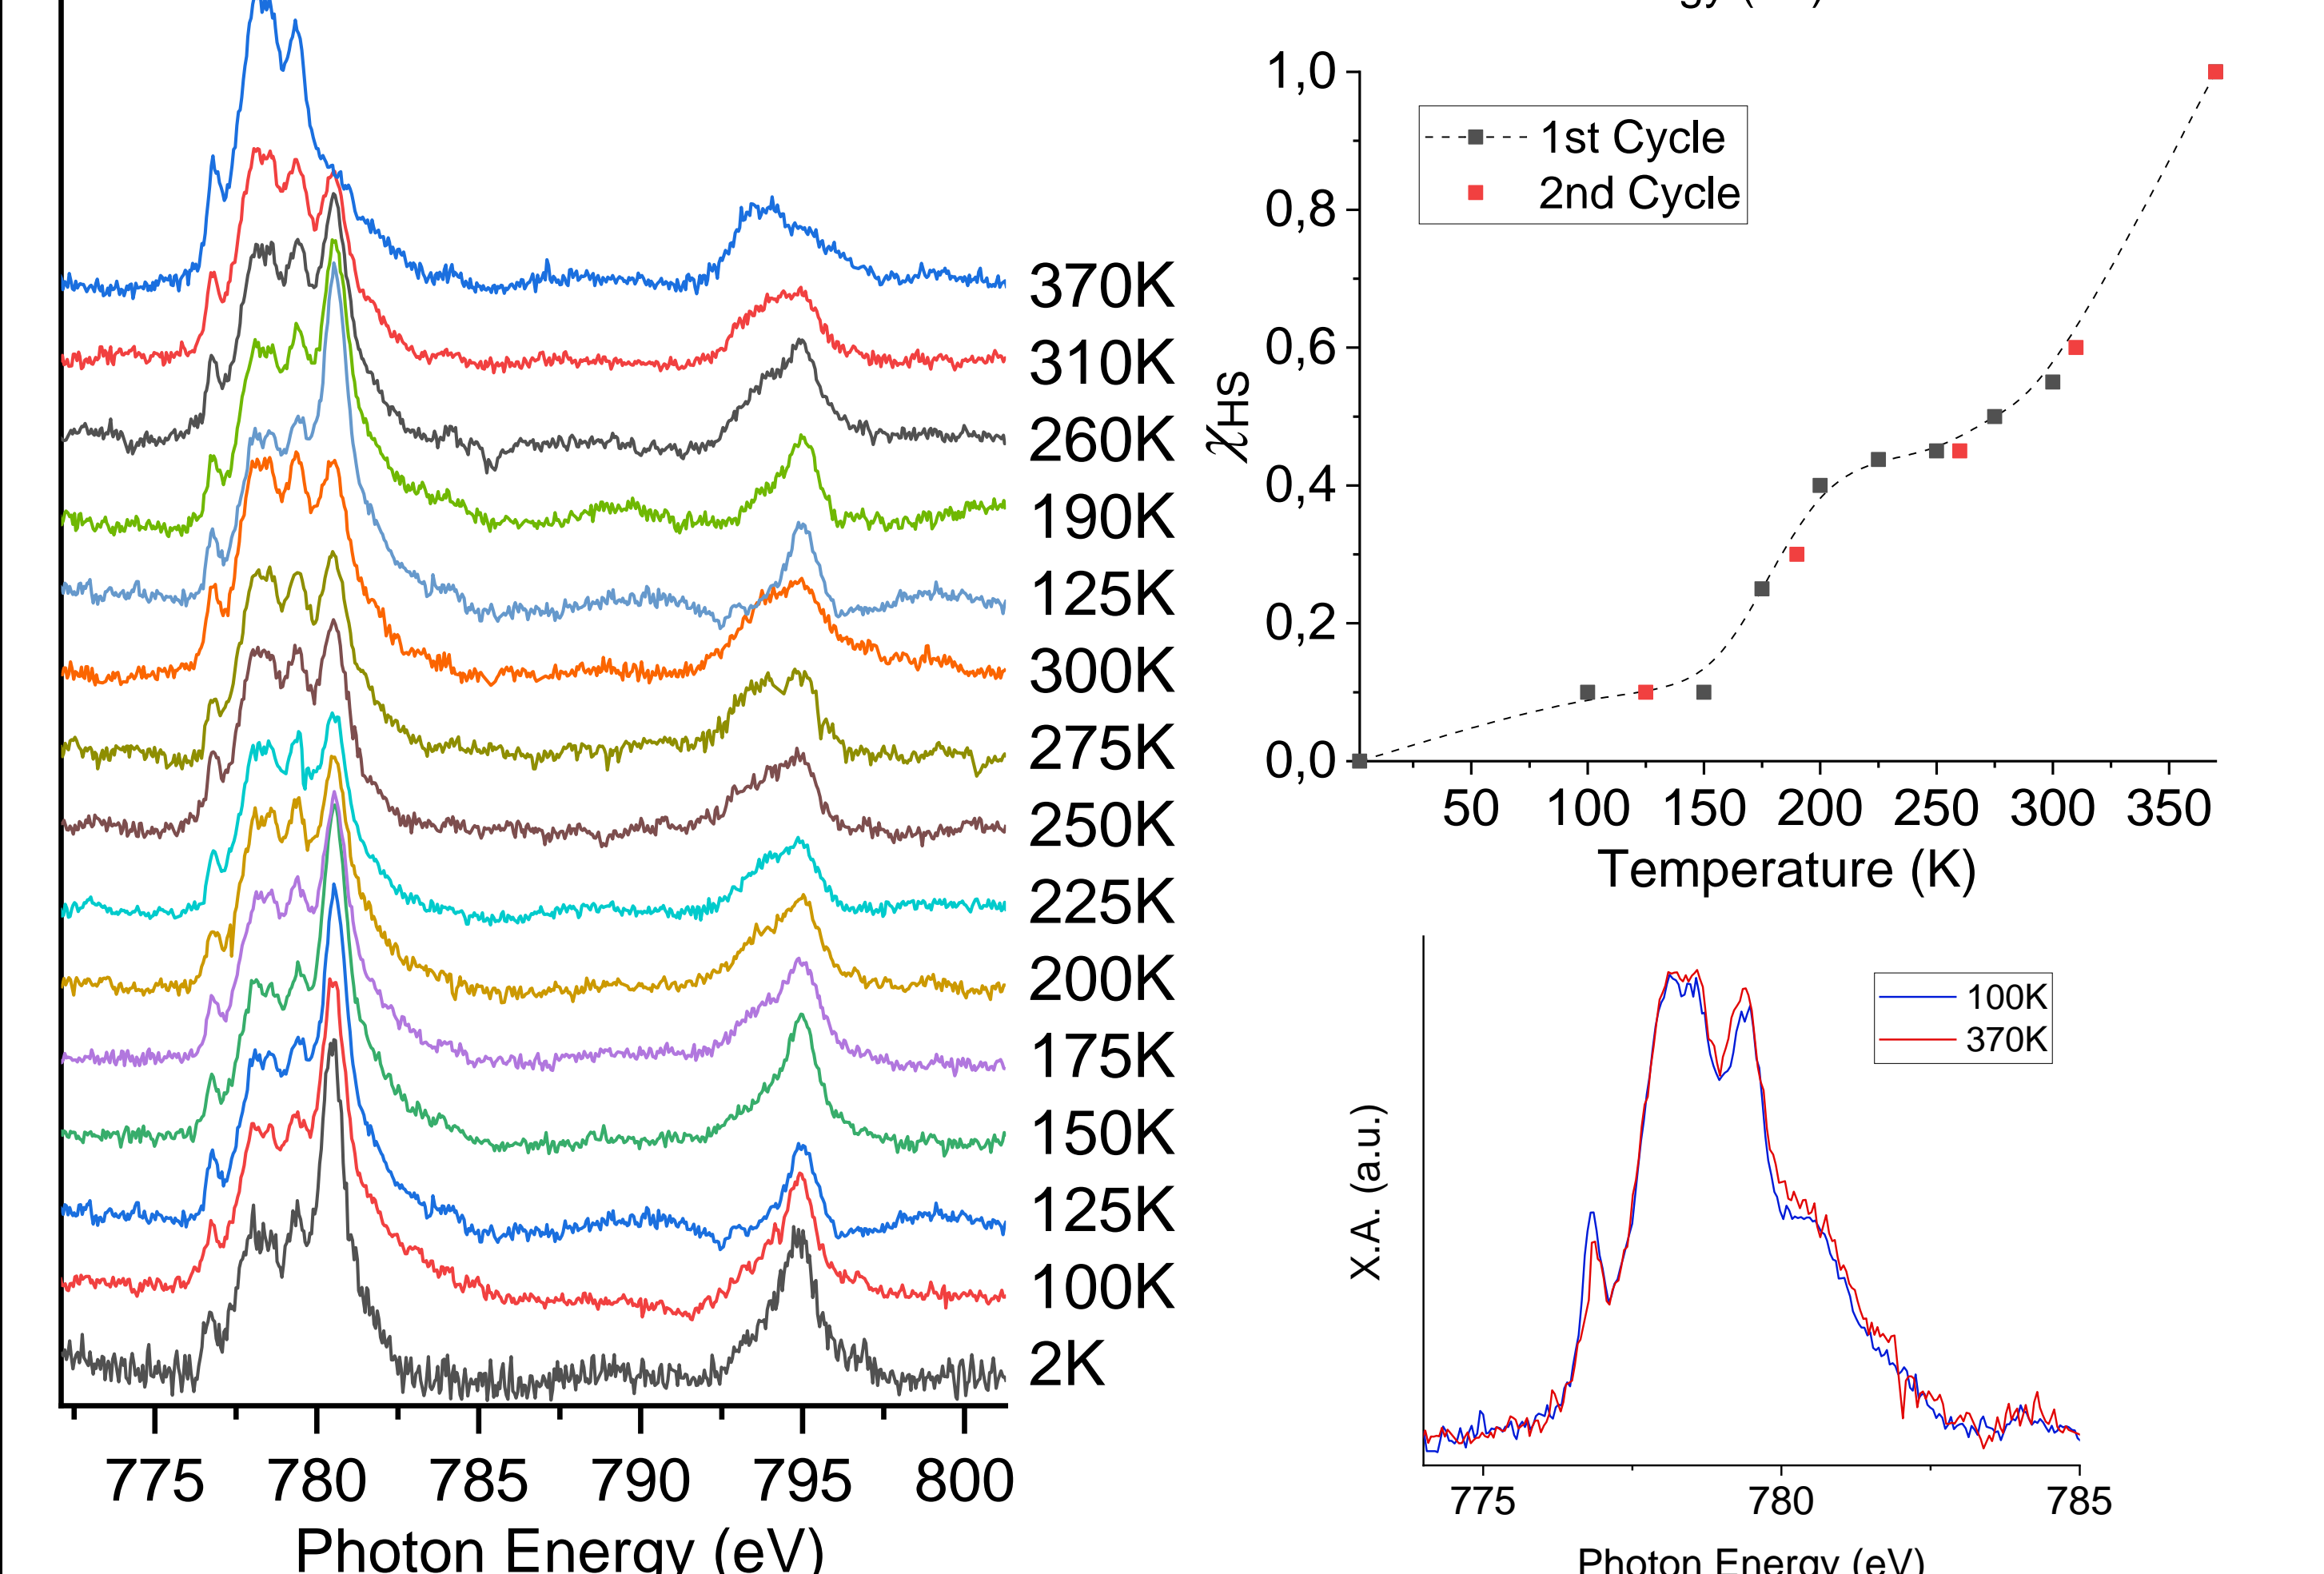 370K
310K
260K
190K
125K
300K
275K
250K
225K
200K
175K
150K
125K
100K
2K
775 780 785 790 795 800
Photon Energy (eV)
1,0
0,8
0,6
0,4
0,2
0,0
χHS
1st Cycle
2nd Cycle
50 100 150 200 250 300 350
Temperature (K)
X.A. (a.u.)
100K
370K
775 780 785
Photon Energy (eV)